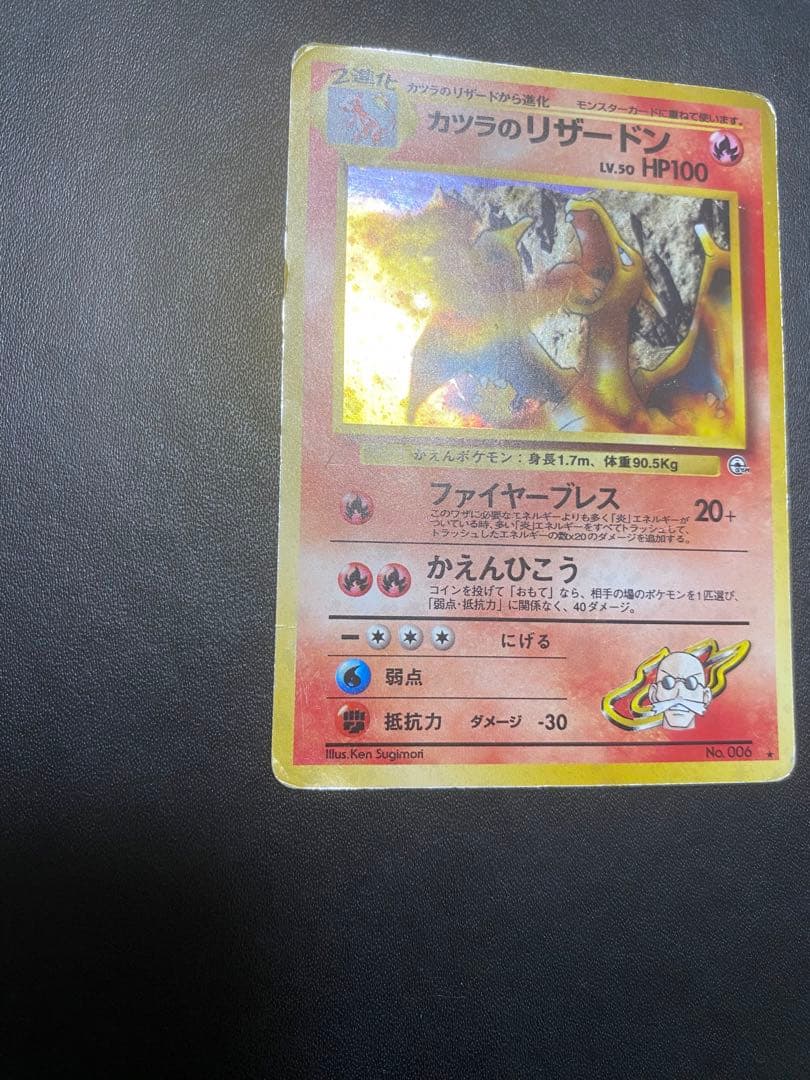 2進化
カツラのリザードから進化 モンスターカードに重ねて使います。
カツラのリザードン
LV.50 HP100
かえんポケモン：身長1.7m、体重90.5Kg
ファイヤーブレス 20+
このワザに必要なエネルギーよりも多く「炎」エネルギーが
ついている時、多い「炎」エネルギーをすべてトラッシュして、
トラッシュしたエネルギーの数×20のダメージを追加する。
かえんひこう
コインを投げて「おもて」なら、相手の場のポケモンを1匹選び、
「弱点・抵抗力」に関係なく、40ダメージ。
にげる
弱点
抵抗力 ダメージ -30
Illus.Ken Sugimori No. 006 ★